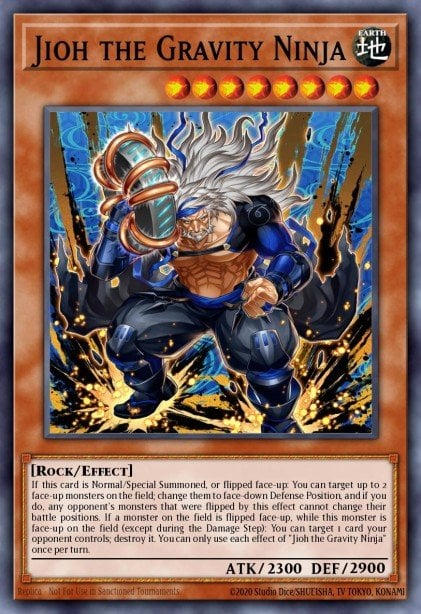 Jioh the Gravity Ninja
EARTH
地
[Rock/Effect]
If this card is Normal/Special Summoned, or flipped face-up: You can target up to 2
face-up monsters on the field; change them to face-down Defense Position, and if you
do, any opponent's monsters that were flipped by this effect cannot change their
battle positions. If a monster on the field is flipped face-up, while this monster is
face-up on the field (except during the Damage Step): You can target 1 card your
opponent controls; destroy it. You can only use each effect of "Jioh the Gravity Ninja"
once per turn.
ATK/2300 DEF/2900
Replica - Not For Use in Sanctioned Tournaments
©2020 Studio Dice/SHUEISHA, TV TOKYO, KONAMI